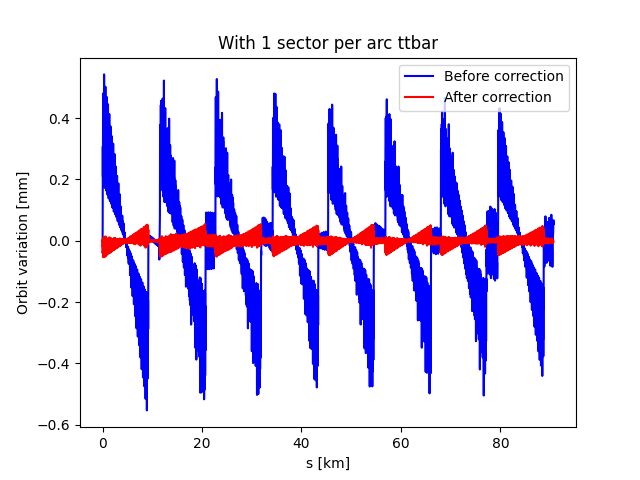 With 1 sector per arc ttbar
Before correction
After correction
Orbit variation [mm]
0.4
0.2
0.0
−0.2
−0.4
−0.6
0 20 40 60 80
s [km]